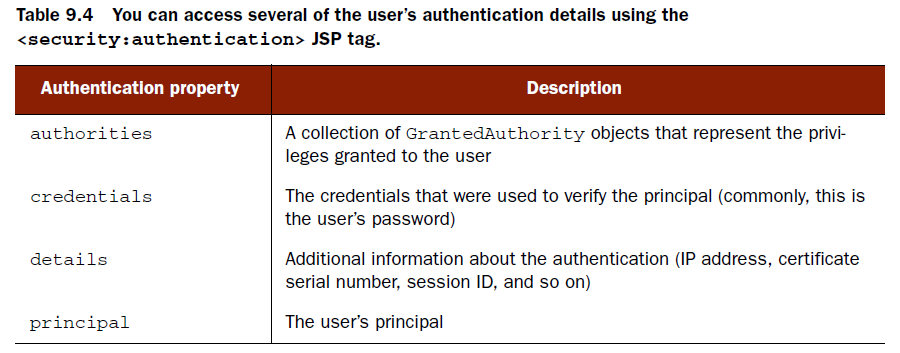 Table 9.4 You can access several of the user's authentication details using the
<security:authentication> JSP tag.
Authentication property Description
authorities A collection of GrantedAuthority objects that represent the privi-
leges granted to the user
credentials The credentials that were used to verify the principal (commonly, this is
the user's password)
details Additional information about the authentication (IP address, certificate
serial number, session ID, and so on)
principal The user's principal